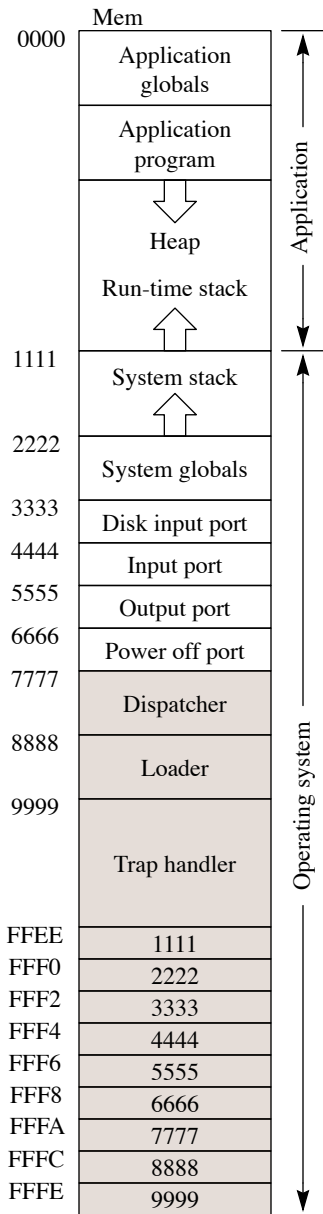 Mem
0000
Application
globals
Application
program
Heap
Run-time stack
Application
1111
System stack
2222
System globals
3333
Disk input port
4444
Input port
5555
Output port
6666
Power off port
7777
Dispatcher
8888
Loader
9999
Trap handler
Operating system
FFEE 1111
FFF0 2222
FFF2 3333
FFF4 4444
FFF6 5555
FFF8 6666
FFFA 7777
FFFC 8888
FFFE 9999